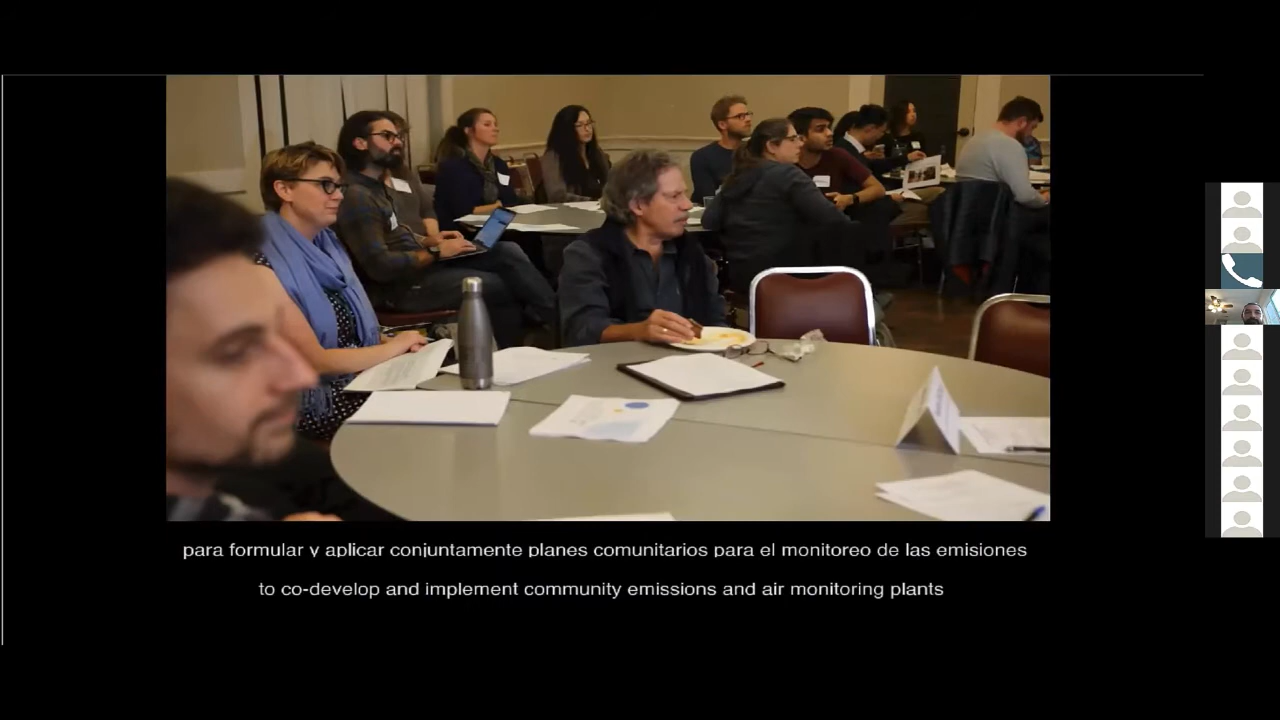 para formular y aplicar conjuntamente planes comunitarios para el monitoreo de las emisiones
to co-develop and implement community emissions and air monitoring plants